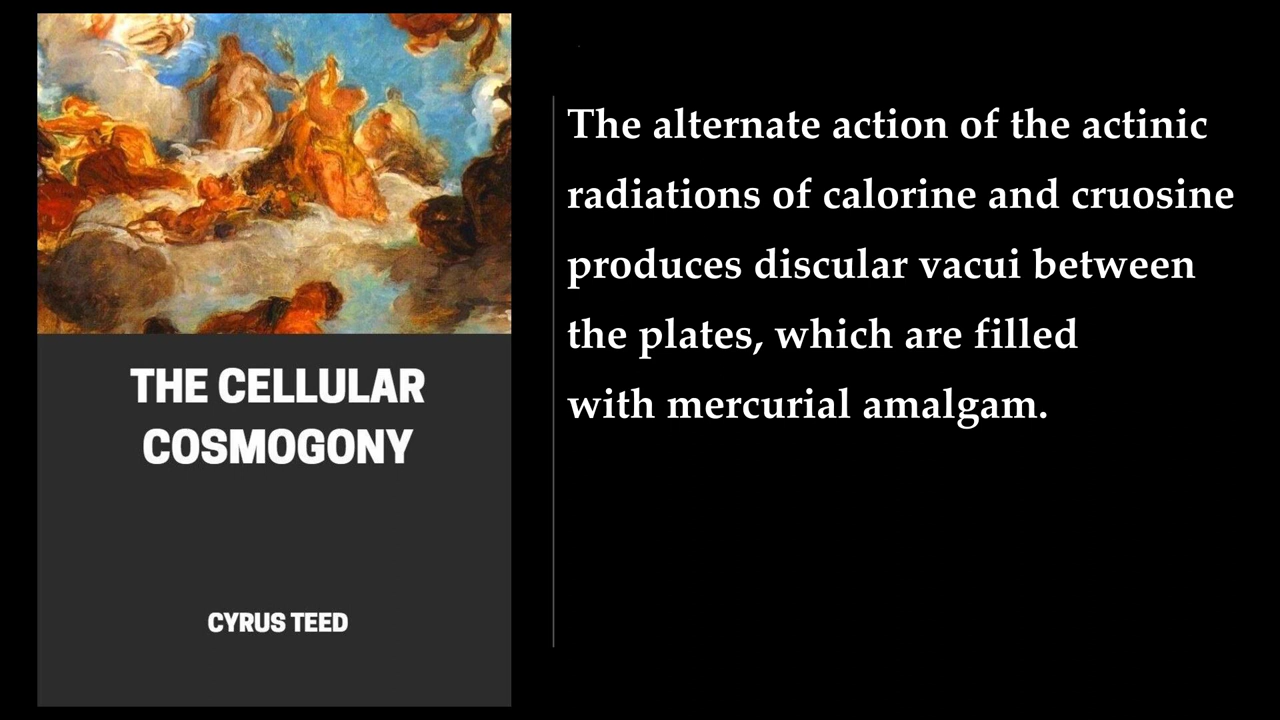 THE CELLULAR
COSMOGONY
CYRUS TEED
The alternate action of the actinic
radiations of calorine and cruosine
produces discular vacui between
the plates, which are filled
with mercurial amalgam.